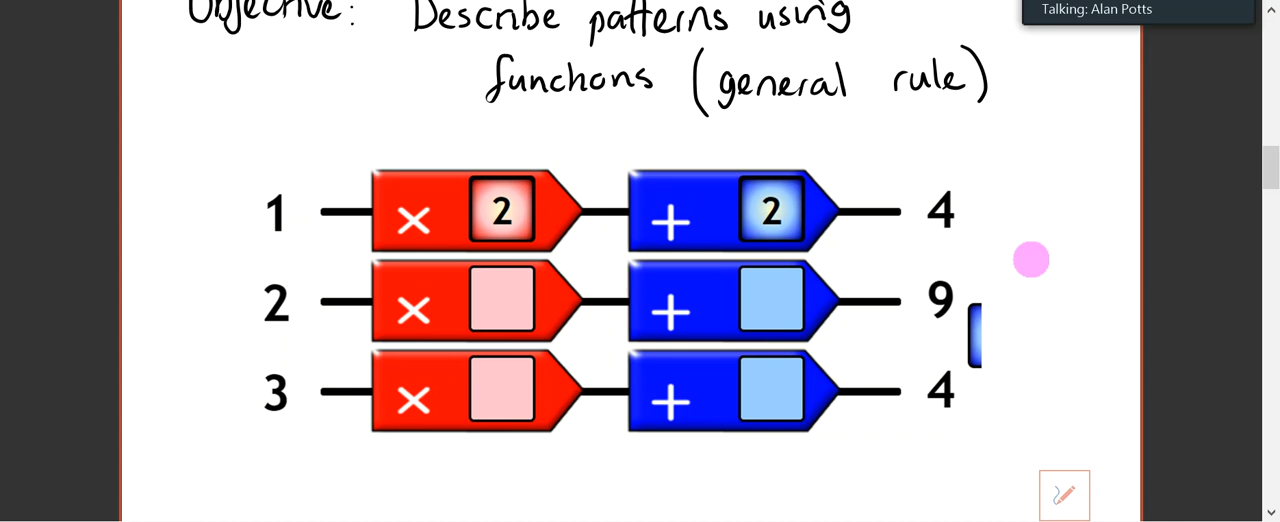 Talking: Alan Potts
Objective: Describe patterns using
functions (general rule)
1 × 2 + 2 4
2 × + 9
3 × + 4